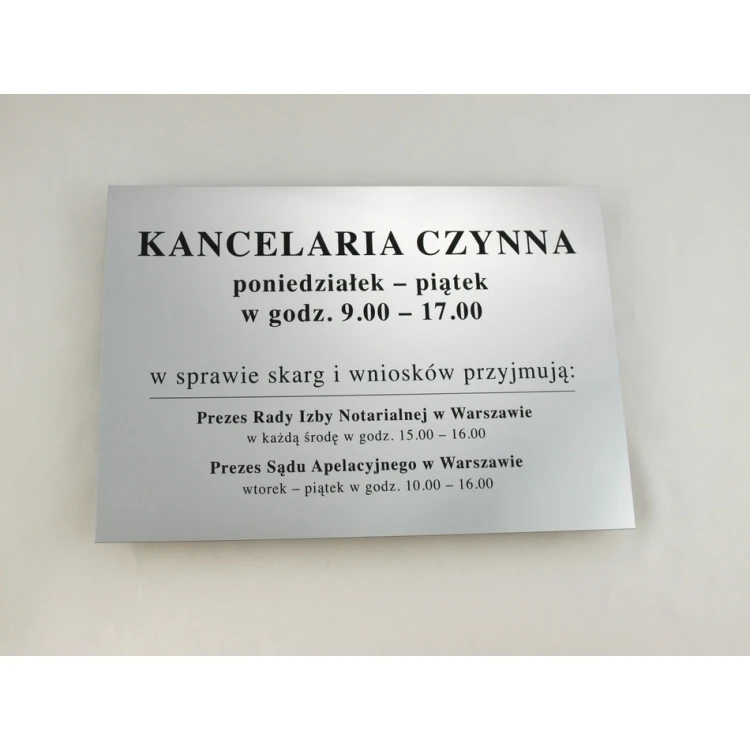 KANCELARIA CZYNNA
poniedziałek – piątek
w godz. 9.00 – 17.00
w sprawie skarg i wniosków przyjmują:
Prezes Rady Izby Notarialnej w Warszawie
w każdą środę w godz. 15.00 – 16.00
Prezes Sądu Apelacyjnego w Warszawie
wtorek – piątek w godz. 10.00 – 16.00